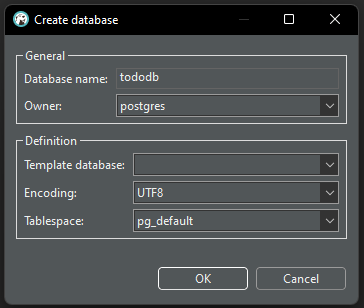 Create database
General
Database name: tododb
Owner: postgres
Definition
Template database:
Encoding: UTF8
Tablespace: pg_default
OK Cancel